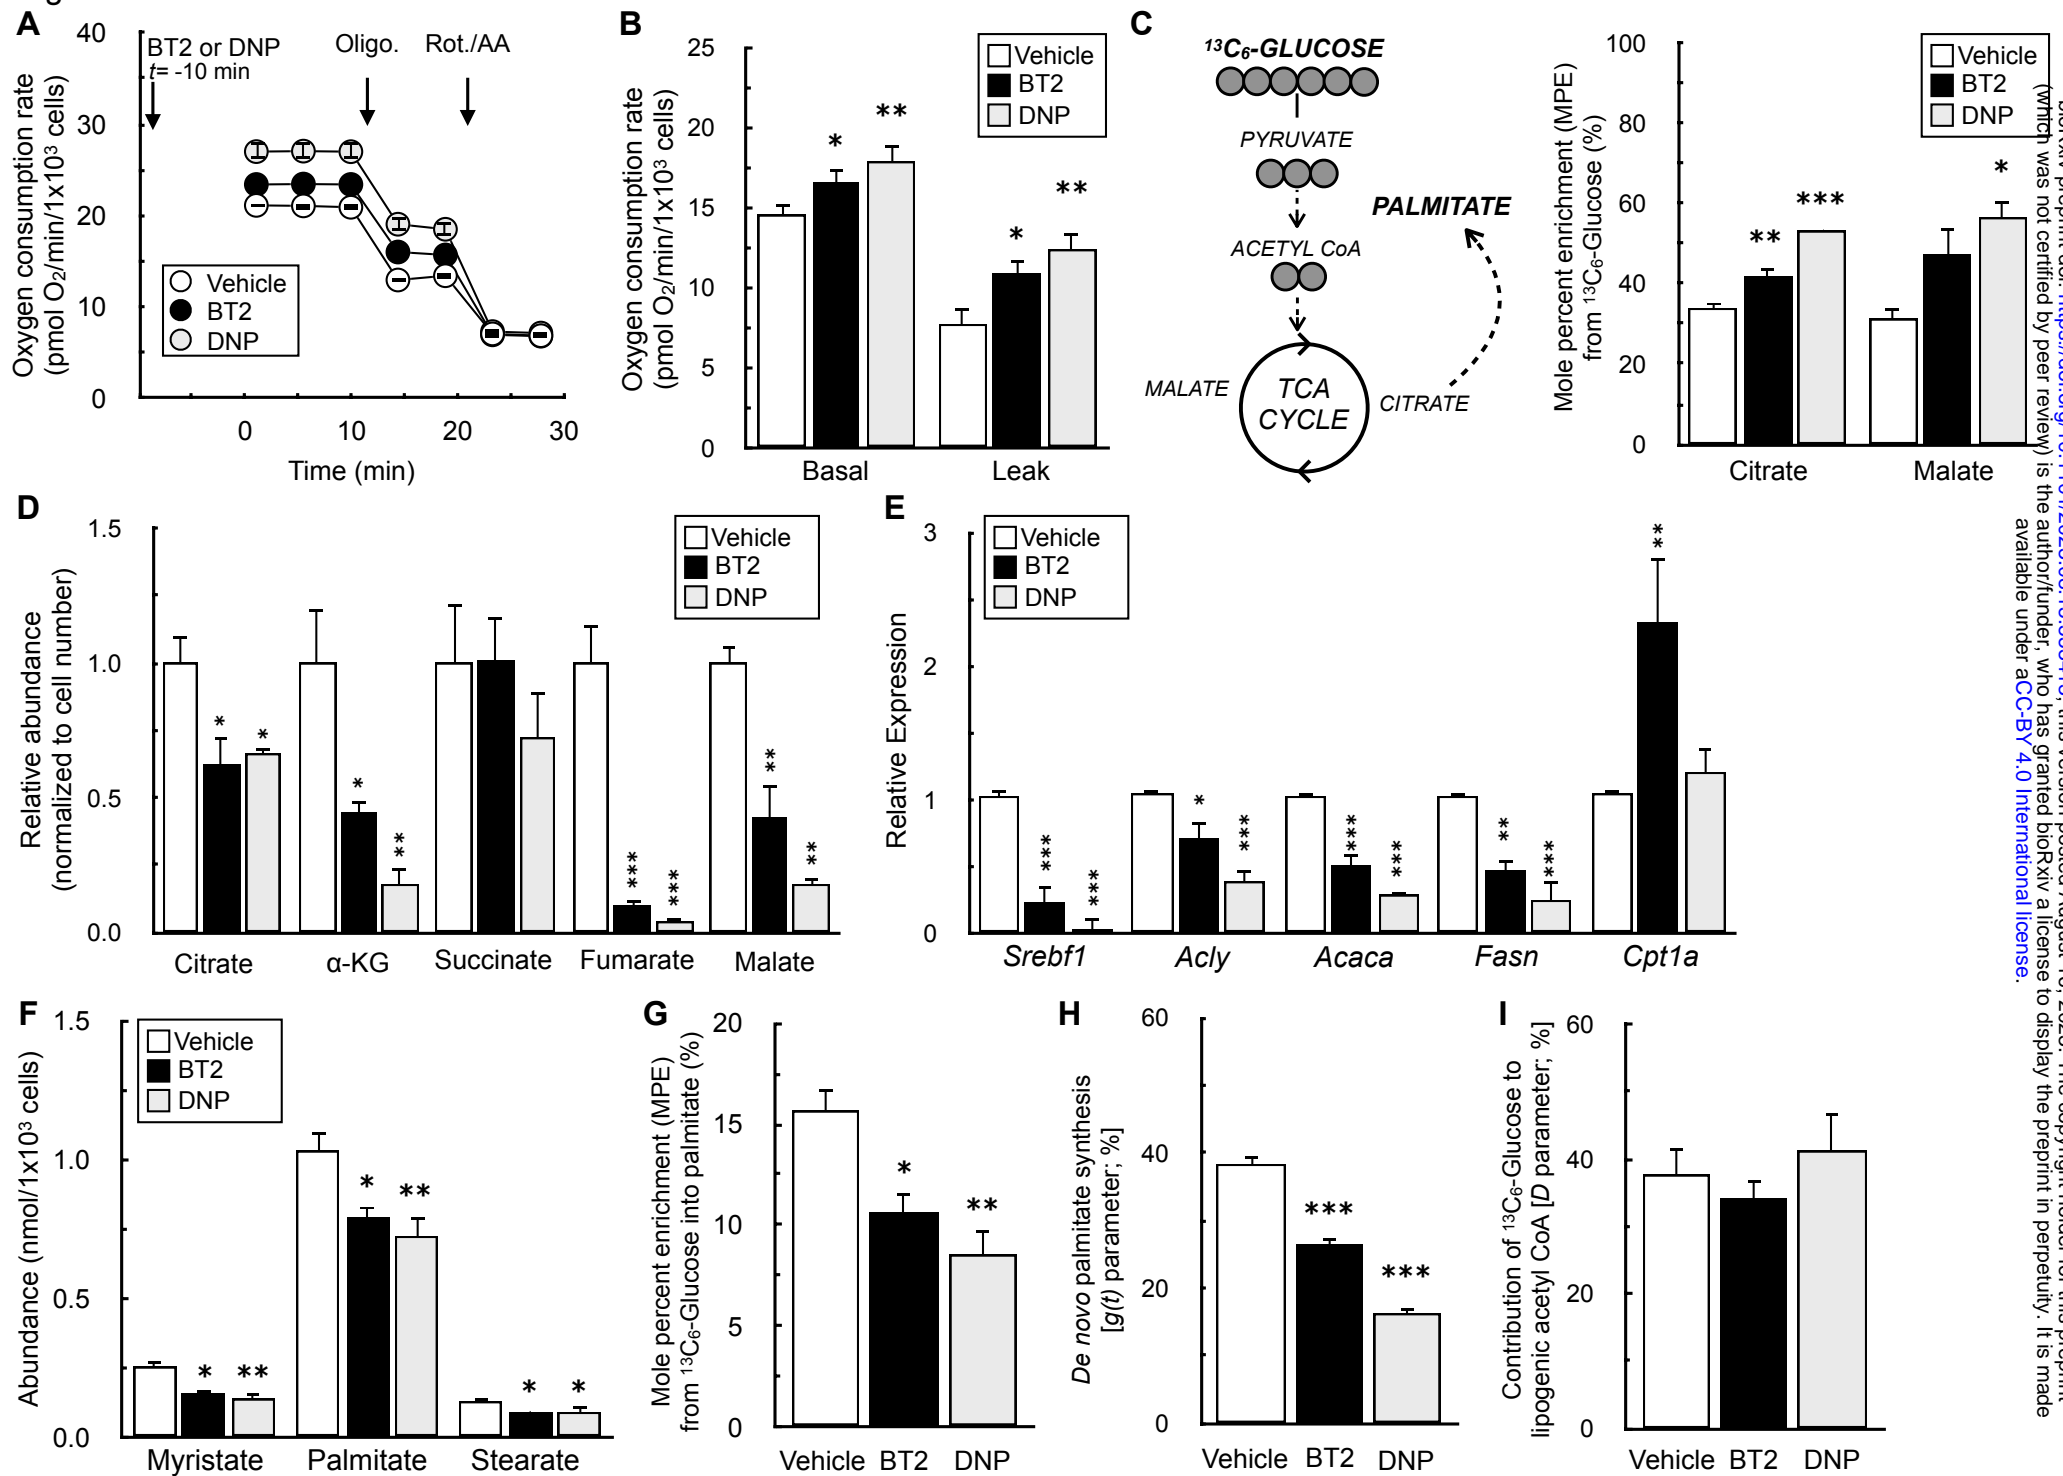 A
40
30
20
10
0
Oxygen consumption rate
(pmol O₂/min/1x10³ cells)
BT2 or DNP
t= -10 min
Oligo.
Rot./AA
Vehicle
BT2
DNP
0
10
20
30
Time (min)
B
25
20
15
10
5
0
Oxygen consumption rate
(pmol O₂/min/1x10³ cells)
Vehicle
BT2
DNP
*
**
*
**
Basal
Leak
C
¹³C₆-GLUCOSE
PYRUVATE
ACETYL CoA
PALMITATE
MALATE
TCA
CYCLE
CITRATE
100
80
60
40
20
0
Mole percent enrichment (MPE)
from ¹³C₆-Glucose (%)
Vehicle
BT2
DNP
**
***
*
Citrate
Malate
D
1.5
1.0
0.5
0.0
Relative abundance
(normalized to cell number)
Vehicle
BT2
DNP
*
*
*
**
***
***
**
**
Citrate
α-KG
Succinate
Fumarate
Malate
E
3
2
1
0
Relative Expression
Vehicle
BT2
DNP
***
***
*
***
***
***
**
***
**
Srebf1
Acly
Acaca
Fasn
Cpt1a
F
1.5
1.0
0.5
0.0
Abundance (nmol/1x10³ cells)
Vehicle
BT2
DNP
*
**
*
**
*
*
Myristate
Palmitate
Stearate
G
20
15
10
5
0
Mole percent enrichment (MPE)
from ¹³C₆-Glucose into palmitate (%)
*
**
Vehicle
BT2
DNP
H
60
40
20
0
De novo palmitate synthesis
[g(t) parameter; %]
***
***
Vehicle
BT2
DNP
I
60
40
20
0
Contribution of ¹³C₆-Glucose to
lipogenic acetyl CoA [D parameter; %]
Vehicle
BT2
DNP
(which was not certified by peer review) is the author/funder, who has granted bioRxiv a license to display the preprint in perpetuity. It is made
available under aCC-BY 4.0 International license.